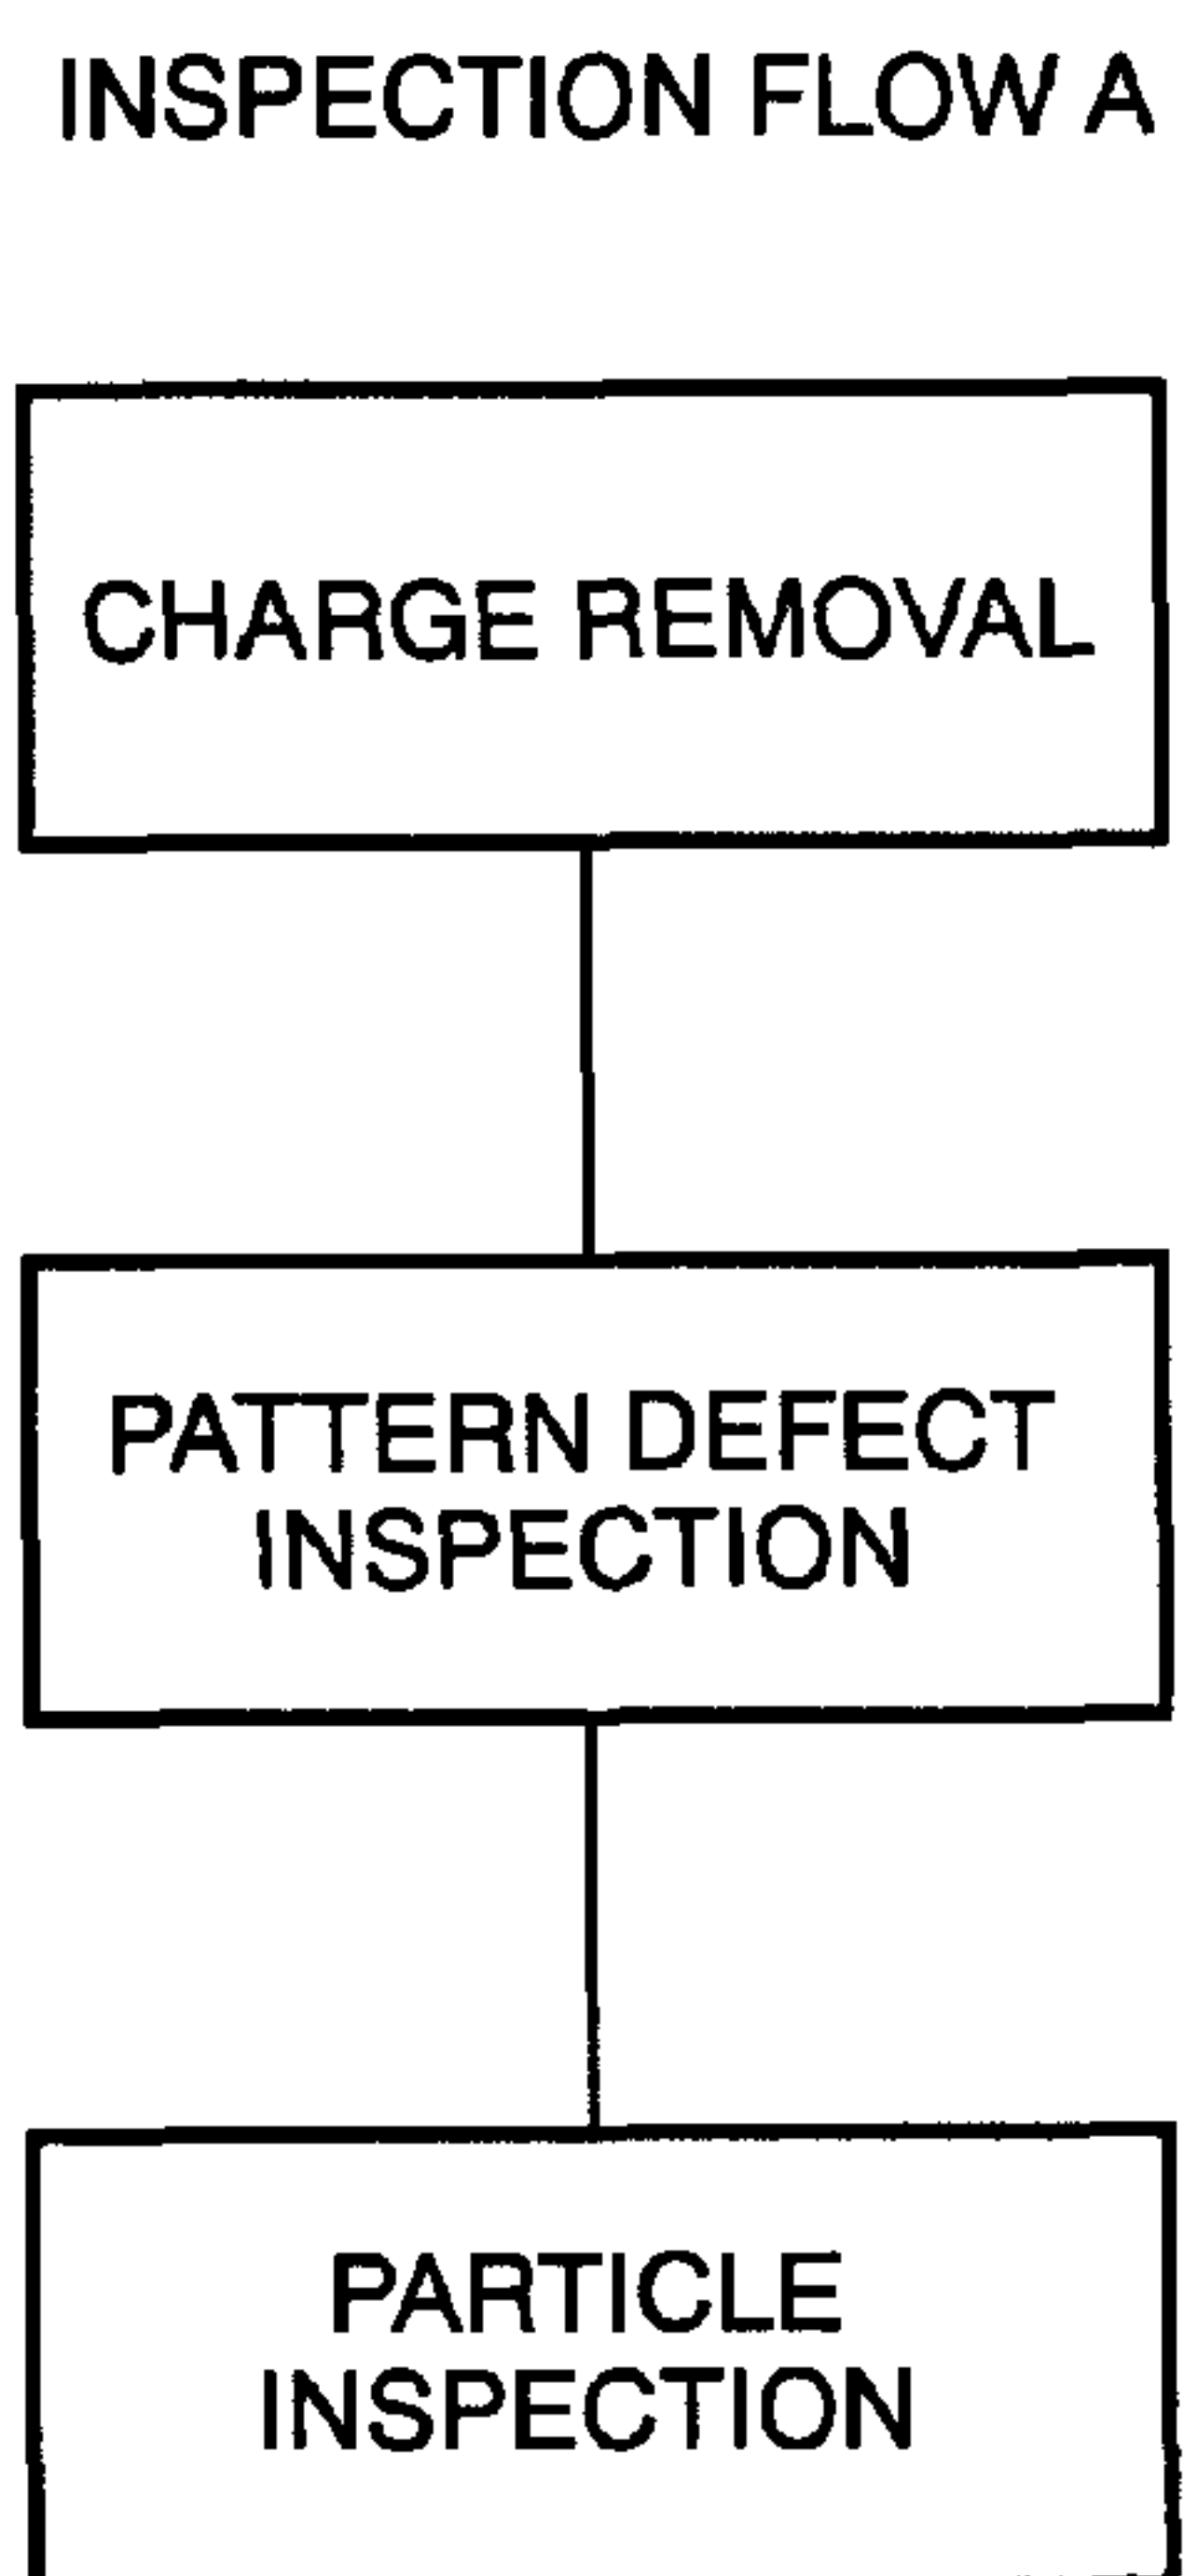 INSPECTION FLOW A
CHARGE REMOVAL
PATTERN DEFECT
INSPECTION
PARTICLE
INSPECTION